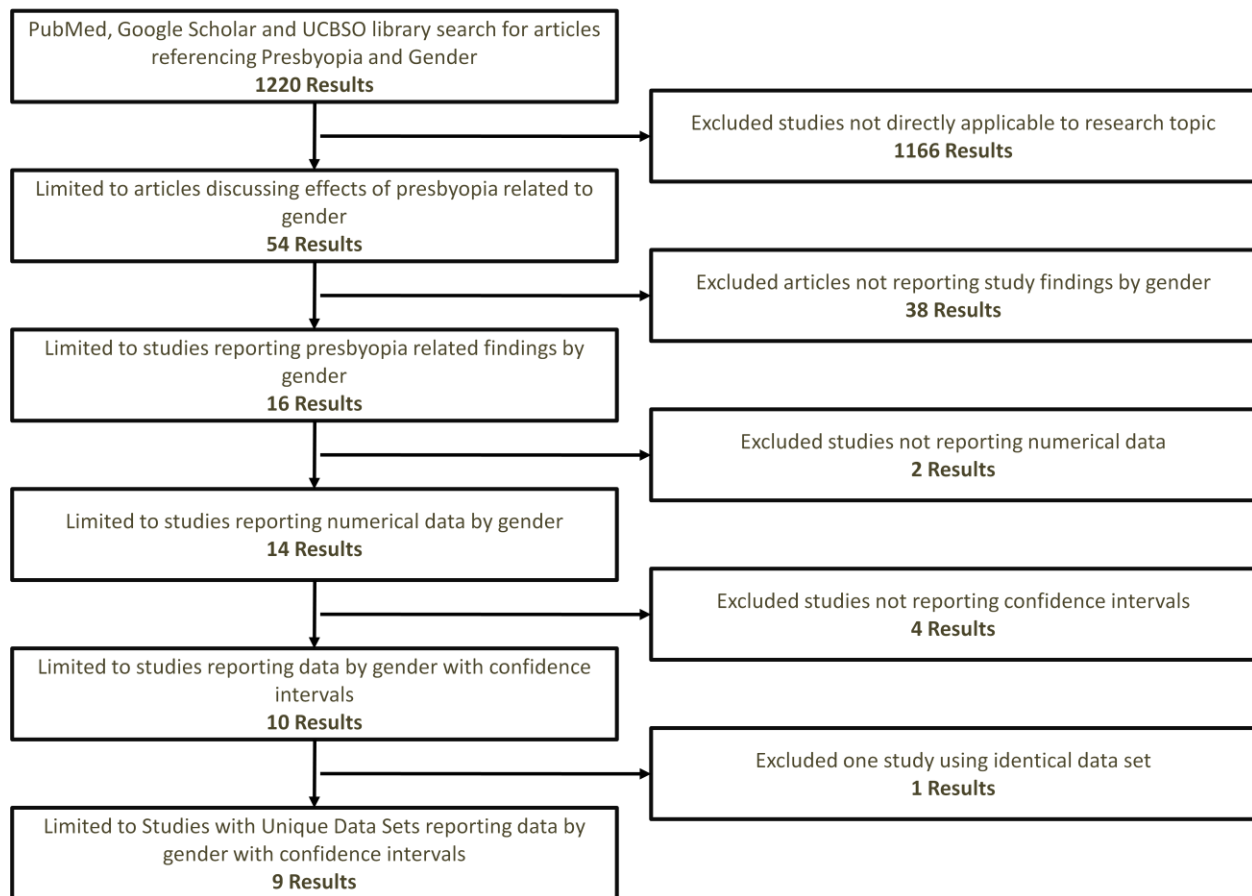 PubMed, Google Scholar and UCBSO library search for articles
referencing Presbyopia and Gender
1220 Results
Excluded studies not directly applicable to research topic
1166 Results
Limited to articles discussing effects of presbyopia related to
gender
54 Results
Excluded articles not reporting study findings by gender
38 Results
Limited to studies reporting presbyopia related findings by
gender
16 Results
Excluded studies not reporting numerical data
2 Results
Limited to studies reporting numerical data by gender
14 Results
Excluded studies not reporting confidence intervals
4 Results
Limited to studies reporting data by gender with confidence
intervals
10 Results
Excluded one study using identical data set
1 Results
Limited to Studies with Unique Data Sets reporting data by
gender with confidence intervals
9 Results